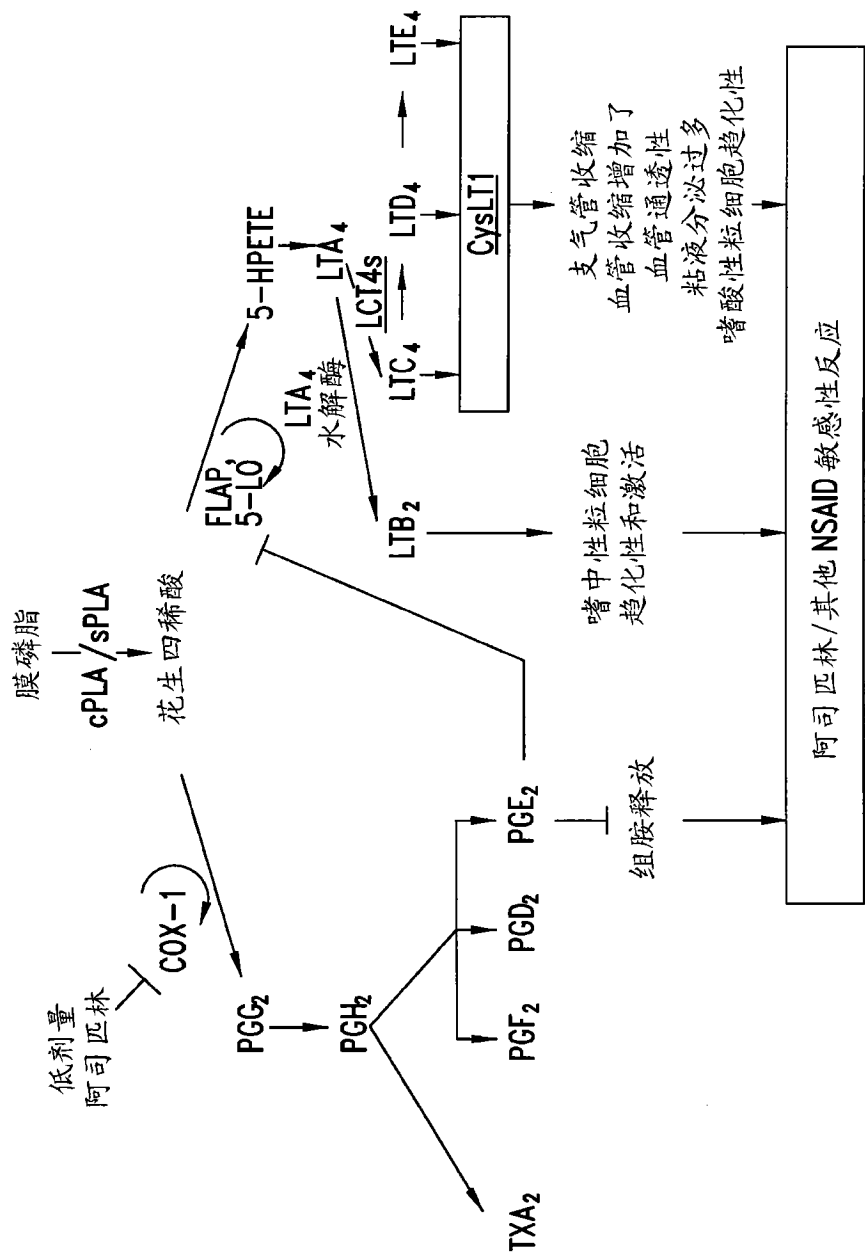 膜磷脂
cPLA/sPLA
花生四稀酸
低剂量
阿司匹林
COX-1
FLAP,
5-LO
5-HPETE
PGG2
LTA4
水解酶
LTA4
LCT4s
PGH2
LTB2
LTC4
LTD4
LTE4
CysLT1
TXA2
PGF2
PGD2
PGE2
组胺释放
嗜中性粒细胞
趋化性和激活
支气管收缩
血管收缩增加了
血管通透性
粘液分泌过多
嗜酸性粒细胞趋化性
阿司匹林/其他NSAID敏感性反应